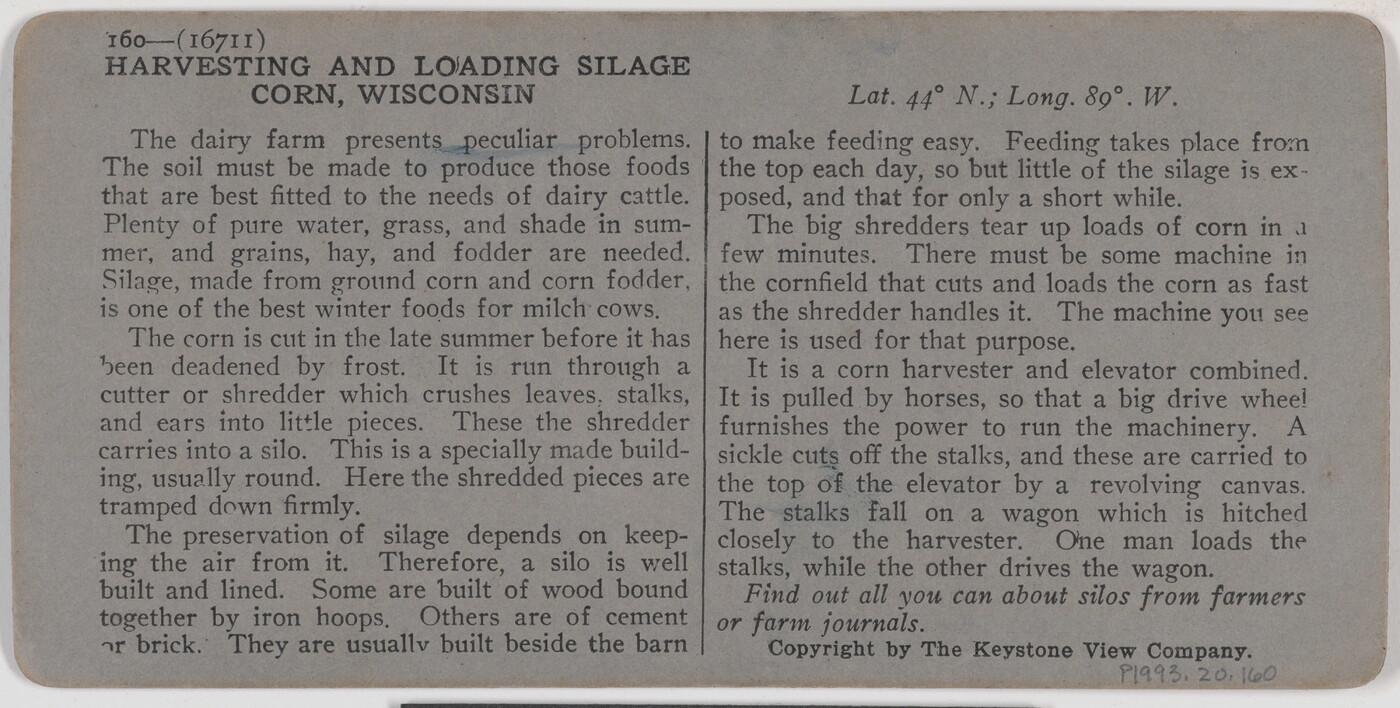 160—(16711)
HARVESTING AND LOADING SILAGE
CORN, WISCONSIN
Lat. 44° N.; Long. 89°. W.
The dairy farm presents peculiar problems.
The soil must be made to produce those foods
that are best fitted to the needs of dairy cattle.
Plenty of pure water, grass, and shade in sum-
mer, and grains, hay, and fodder are needed.
Silage, made from ground corn and corn fodder,
is one of the best winter foods for milch cows.
The corn is cut in the late summer before it has
been deadened by frost. It is run through a
cutter or shredder which crushes leaves, stalks,
and ears into little pieces. These the shredder
carries into a silo. This is a specially made build-
ing, usually round. Here the shredded pieces are
tramped down firmly.
The preservation of silage depends on keep-
ing the air from it. Therefore, a silo is well
built and lined. Some are built of wood bound
together by iron hoops. Others are of cement
or brick. They are usually built beside the barn
to make feeding easy. Feeding takes place from
the top each day, so but little of the silage is ex-
posed, and that for only a short while.
The big shredders tear up loads of corn in a
few minutes. There must be some machine in
the cornfield that cuts and loads the corn as fast
as the shredder handles it. The machine you see
here is used for that purpose.
It is a corn harvester and elevator combined.
It is pulled by horses, so that a big drive wheel
furnishes the power to run the machinery. A
sickle cuts off the stalks, and these are carried to
the top of the elevator by a revolving canvas.
The stalks fall on a wagon which is hitched
closely to the harvester. One man loads the
stalks, while the other drives the wagon.
Find out all you can about silos from farmers
or farm journals.
Copyright by The Keystone View Company.
P1993.20.160